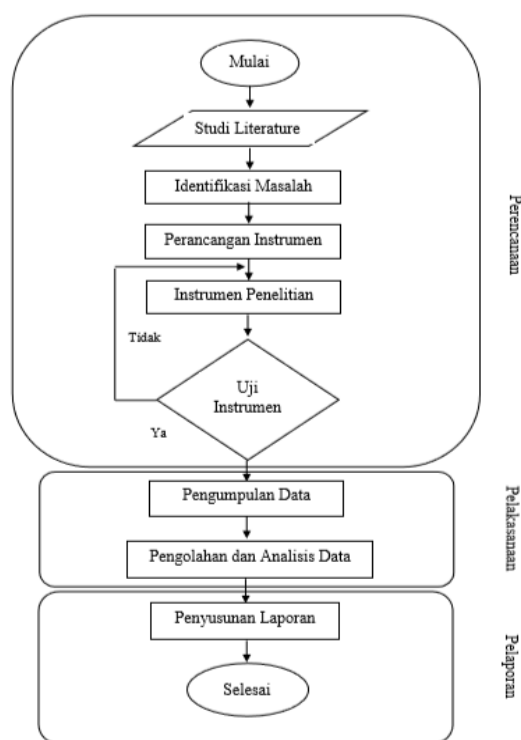 Mulai
Studi Literature
Identifikasi Masalah
Perancangan Instrumen
Instrumen Penelitian
Tidak
Uji
Instrumen
Ya
Perencanaan
Pengumpulan Data
Pengolahan dan Analisis Data
Pelakasanaan
Penyusunan Laporan
Selesai
Pelaporan